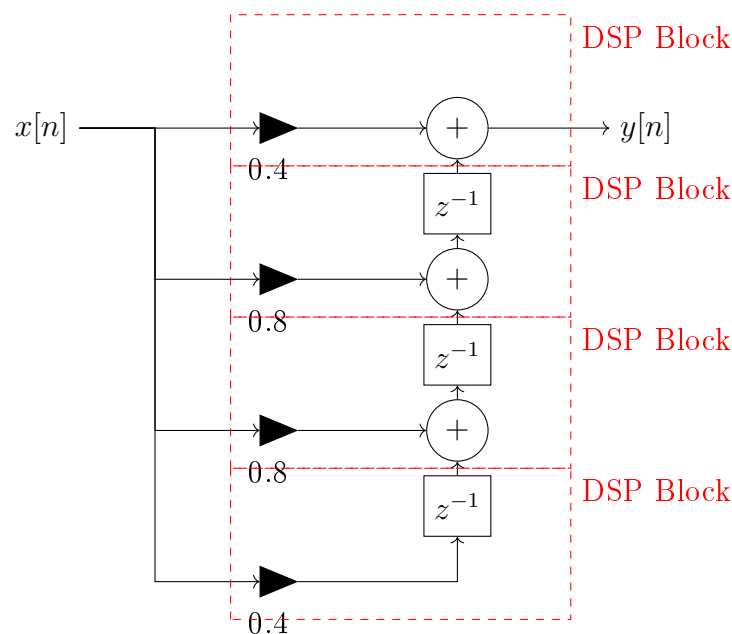 DSP Block
x[n]
+
y[n]
0.4
DSP Block
z⁻¹
+
0.8
DSP Block
z⁻¹
+
0.8
DSP Block
z⁻¹
0.4